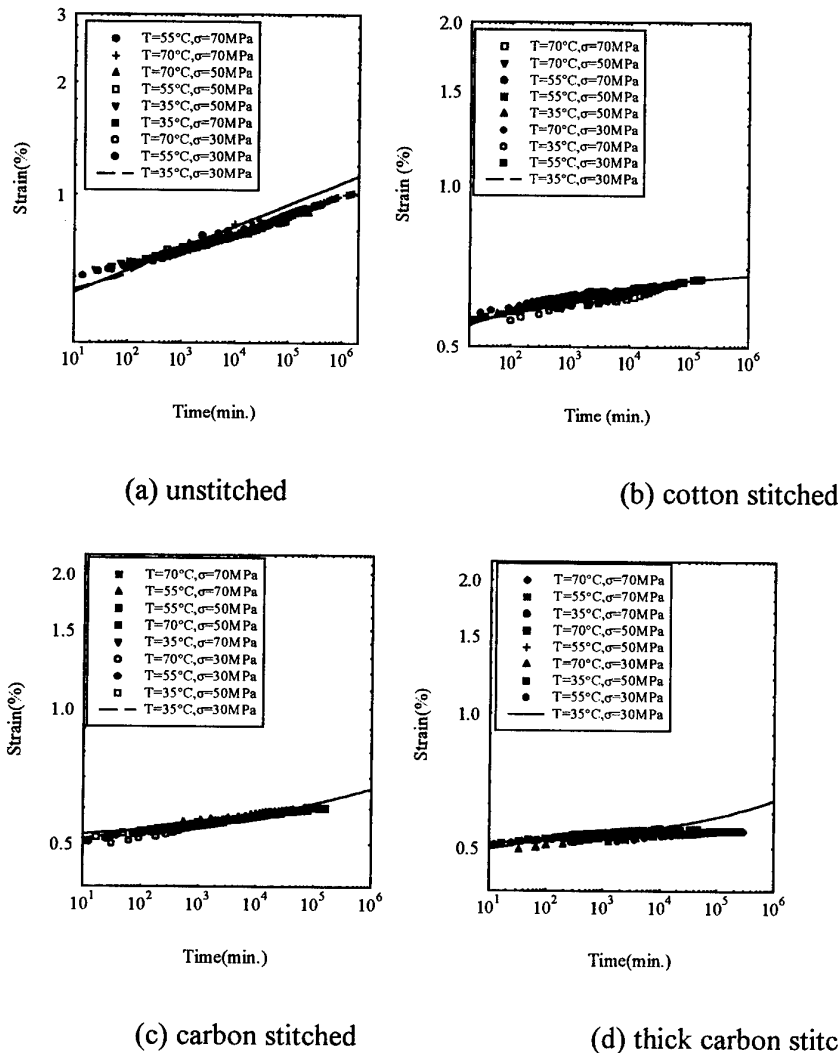 3
2
1
Strain(%)
T=55°C,σ=70MPa
T=70°C,σ=70MPa
T=70°C,σ=50MPa
T=55°C,σ=50MPa
T=35°C,σ=50MPa
T=35°C,σ=70MPa
T=70°C,σ=30MPa
T=55°C,σ=30MPa
T=35°C,σ=30MPa
10^1 10^2 10^3 10^4 10^5 10^6
Time(min.)
(a) unstitched
2.0
1.5
1.0
0.5
Strain (%)
T=70°C,σ=70MPa
T=70°C,σ=50MPa
T=55°C,σ=70MPa
T=55°C,σ=50MPa
T=35°C,σ=50MPa
T=70°C,σ=30MPa
T=35°C,σ=70MPa
T=55°C,σ=30MPa
T=35°C,σ=30MPa
10^2 10^3 10^4 10^5 10^6
Time (min.)
(b) cotton stitched
2.0
1.5
1.0
0.5
Strain(%)
T=70°C,σ=70MPa
T=55°C,σ=70MPa
T=55°C,σ=50MPa
T=70°C,σ=50MPa
T=35°C,σ=70MPa
T=70°C,σ=30MPa
T=55°C,σ=30MPa
T=35°C,σ=50MPa
T=35°C,σ=30MPa
10^1 10^2 10^3 10^4 10^5 10^6
Time(min.)
(c) carbon stitched
2.0
1.5
1.0
0.5
Strain(%)
T=70°C,σ=70MPa
T=55°C,σ=70MPa
T=35°C,σ=70MPa
T=70°C,σ=50MPa
T=55°C,σ=50MPa
T=70°C,σ=30MPa
T=35°C,σ=50MPa
T=55°C,σ=30MPa
T=35°C,σ=30MPa
10^1 10^2 10^3 10^4 10^5 10^6
Time(min.)
(d) thick carbon stitc